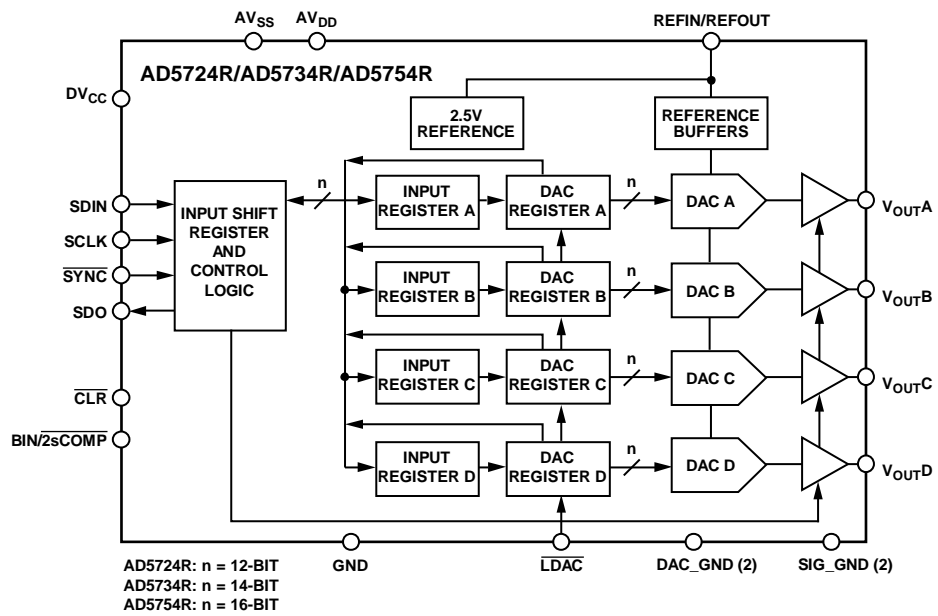 AVSS AVDD REFIN/REFOUT
AD5724R/AD5734R/AD5754R
DVCC
2.5V
REFERENCE
REFERENCE
BUFFERS
SDIN
SCLK
SYNC
SDO
INPUT SHIFT
REGISTER
AND
CONTROL
LOGIC
n
INPUT
REGISTER A
DAC
REGISTER A
n
DAC A
VOUTA
INPUT
REGISTER B
DAC
REGISTER B
n
DAC B
VOUTB
INPUT
REGISTER C
DAC
REGISTER C
n
DAC C
VOUTC
INPUT
REGISTER D
DAC
REGISTER D
n
DAC D
VOUTD
CLR
BIN/2sCOMP
GND LDAC DAC_GND (2) SIG_GND (2)
AD5724R: n = 12-BIT
AD5734R: n = 14-BIT
AD5754R: n = 16-BIT